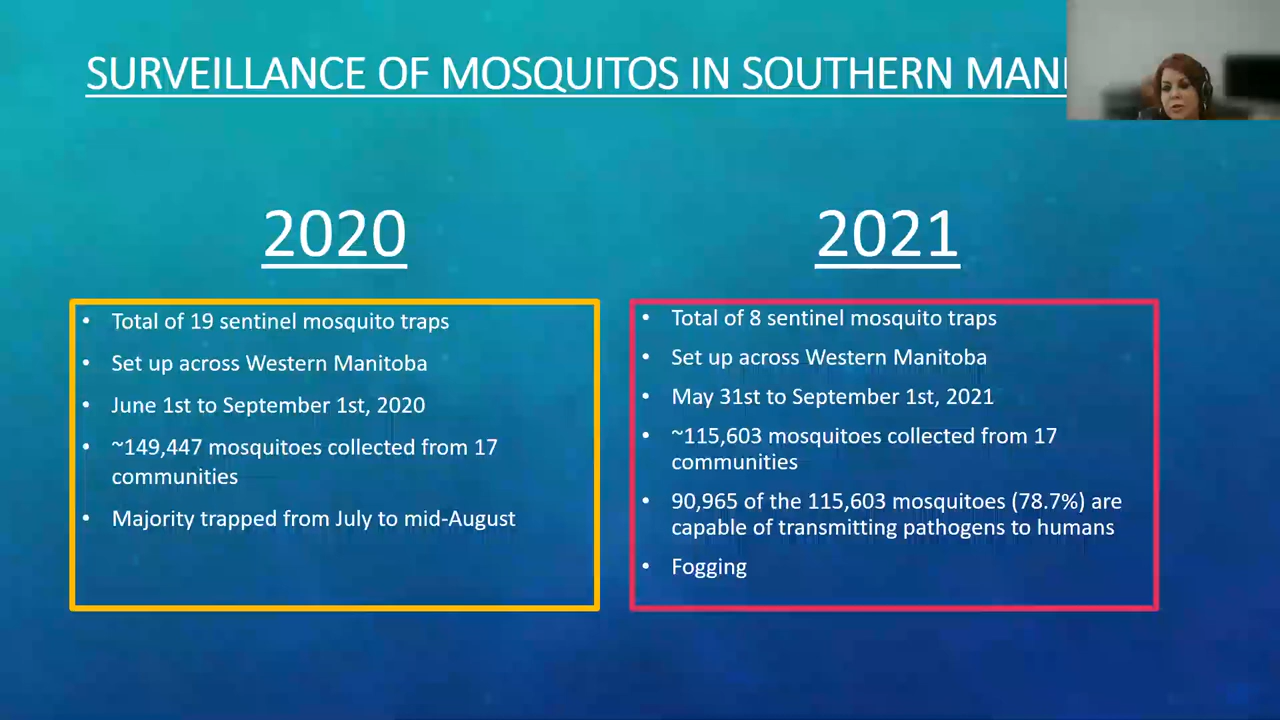 SURVEILLANCE OF MOSQUITOS IN SOUTHERN
2020
• Total of 19 sentinel mosquito traps
• Set up across Western Manitoba
• June 1st to September 1st, 2020
• ~149,447 mosquitoes collected from 17
communities
• Majority trapped from July to mid-August
2021
• Total of 8 sentinel mosquito traps
• Set up across Western Manitoba
• May 31st to September 1st, 2021
• ~115,603 mosquitoes collected from 17
communities
• 90,965 of the 115,603 mosquitoes (78.7%) are
capable of transmitting pathogens to humans
• Fogging